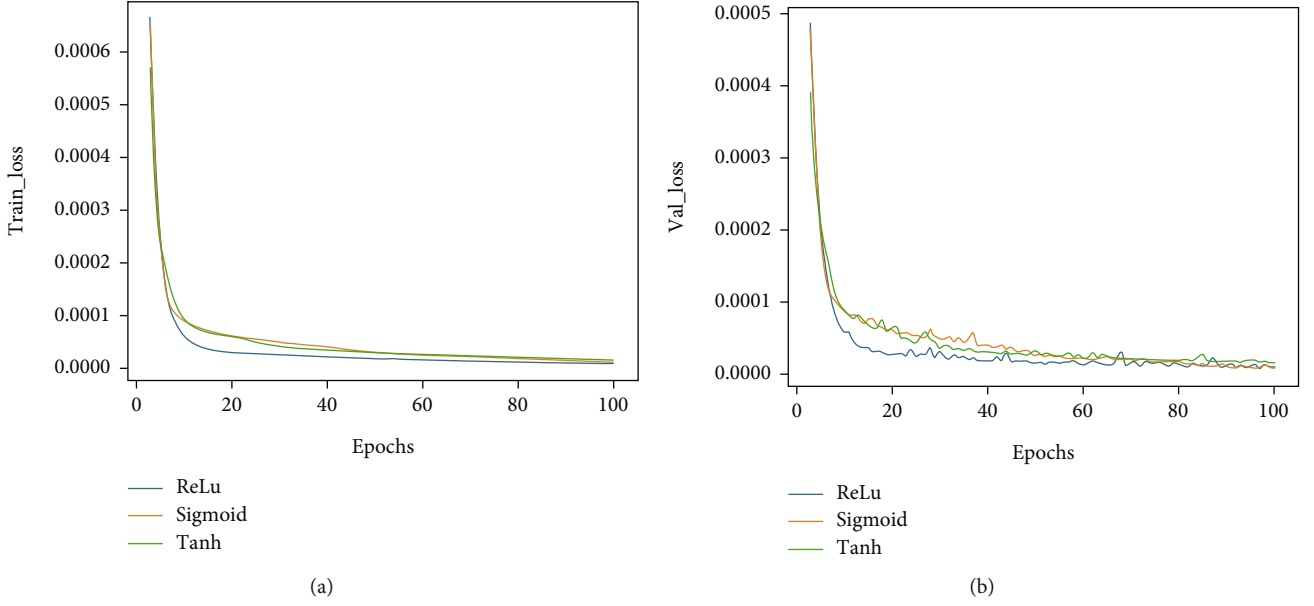 Train_loss
0.0006
0.0005
0.0004
0.0003
0.0002
0.0001
0.0000
0 20 40 60 80 100
Epochs
ReLu
Sigmoid
Tanh
(a)
Val_loss
0.0005
0.0004
0.0003
0.0002
0.0001
0.0000
0 20 40 60 80 100
Epochs
ReLu
Sigmoid
Tanh
(b)